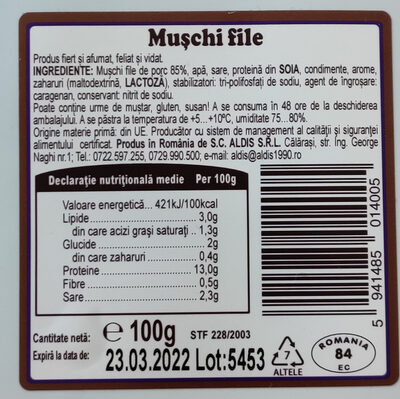 Mușchi file
Produs fiert și afumat, feliat și vidat.
INGREDIENTE: Mușchi file de porc 85%, apă, sare, proteină din SOIA, condimente, arome,
zaharuri (maltodextrină, LACTOZĂ), stabilizatori: tri-polisfați de sodiu, agent de îngroșare:
caragenan, conservant: nitrit de sodiu.
Poate conține urme de muștar, gluten, susan! A se consuma în 48 ore de la deschiderea
ambalajului. A se păstra la temperatura de +5...+10ºC, umiditate 75....80%.
Origine materie primă: din UE. Producător cu sistem de management al calității și siguranței
alimentului certificat. Produs în România de S.C. ALDIS S.R.L. Călărași, str. Ing. George
Naghi nr.1; Tel.: 0722.597.255, 0729.990.500; e-mail: aldis@aldis1990.ro
Declarație nutrițională medie Per 100g
Valoare energetică... 421kJ/100kcal
Lipide 3,0g
din care acizi grași saturați 1,3g
Glucide 2g
din care zaharuri 0,4g
Proteine 13,0g
Fibre 0,5g
Sare 2,3g
5 941485 014005
Cantitate netă: e 100g STF 228/2003
Expiră la data de: 23.03.2022 Lot:5453
7
ALTELE
ROMANIA
84
EC